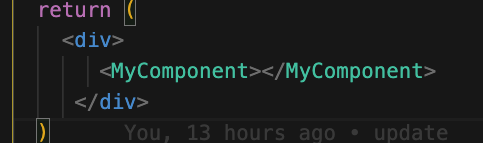 return (
<div>
<MyComponent></MyComponent>
</div>
) You, 13 hours ago • update